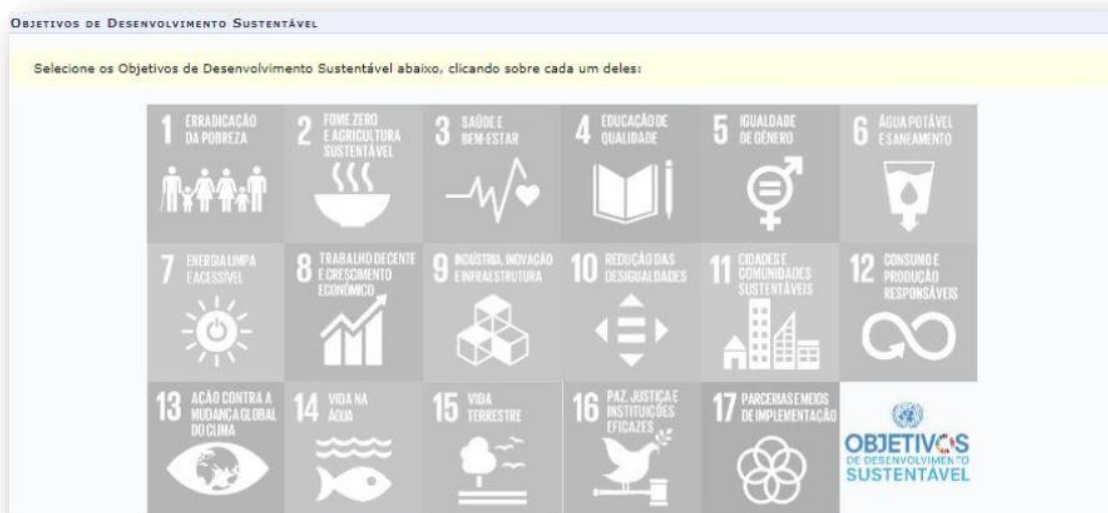 OBJETIVOS DE DESENVOLVIMENTO SUSTENTÁVEL
Selecione os Objetivos de Desenvolvimento Sustentável abaixo, clicando sobre cada um deles:
1 ERRADICAÇÃO
DA POBREZA
2 FOME ZERO
E AGRICULTURA
SUSTENTÁVEL
3 SAÚDE E
BEM-ESTAR
4 EDUCAÇÃO DE
QUALIDADE
5 IGUALDADE
DE GÊNERO
6 ÁGUA POTÁVEL
E SANEAMENTO
7 ENERGIA LIMPA
E ACESSÍVEL
8 TRABALHO DECENTE
E CRESCIMENTO
ECONÔMICO
9 INDÚSTRIA, INOVAÇÃO
E INFRAESTRUTURA
10 REDUÇÃO DAS
DESIGUALDADES
11 CIDADES E
COMUNIDADES
SUSTENTÁVEIS
12 CONSUMO E
PRODUÇÃO
RESPONSÁVEIS
13 AÇÃO CONTRA A
MUDANÇA GLOBAL
DO CLIMA
14 VIDA NA
ÁGUA
15 VIDA
TERRESTRE
16 PAZ, JUSTIÇA E
INSTITUIÇÕES
EFICAZES
17 PARCERIAS E MEIOS
DE IMPLEMENTAÇÃO
OBJETIVOS
DE DESENVOLVIMENTO
SUSTENTÁVEL